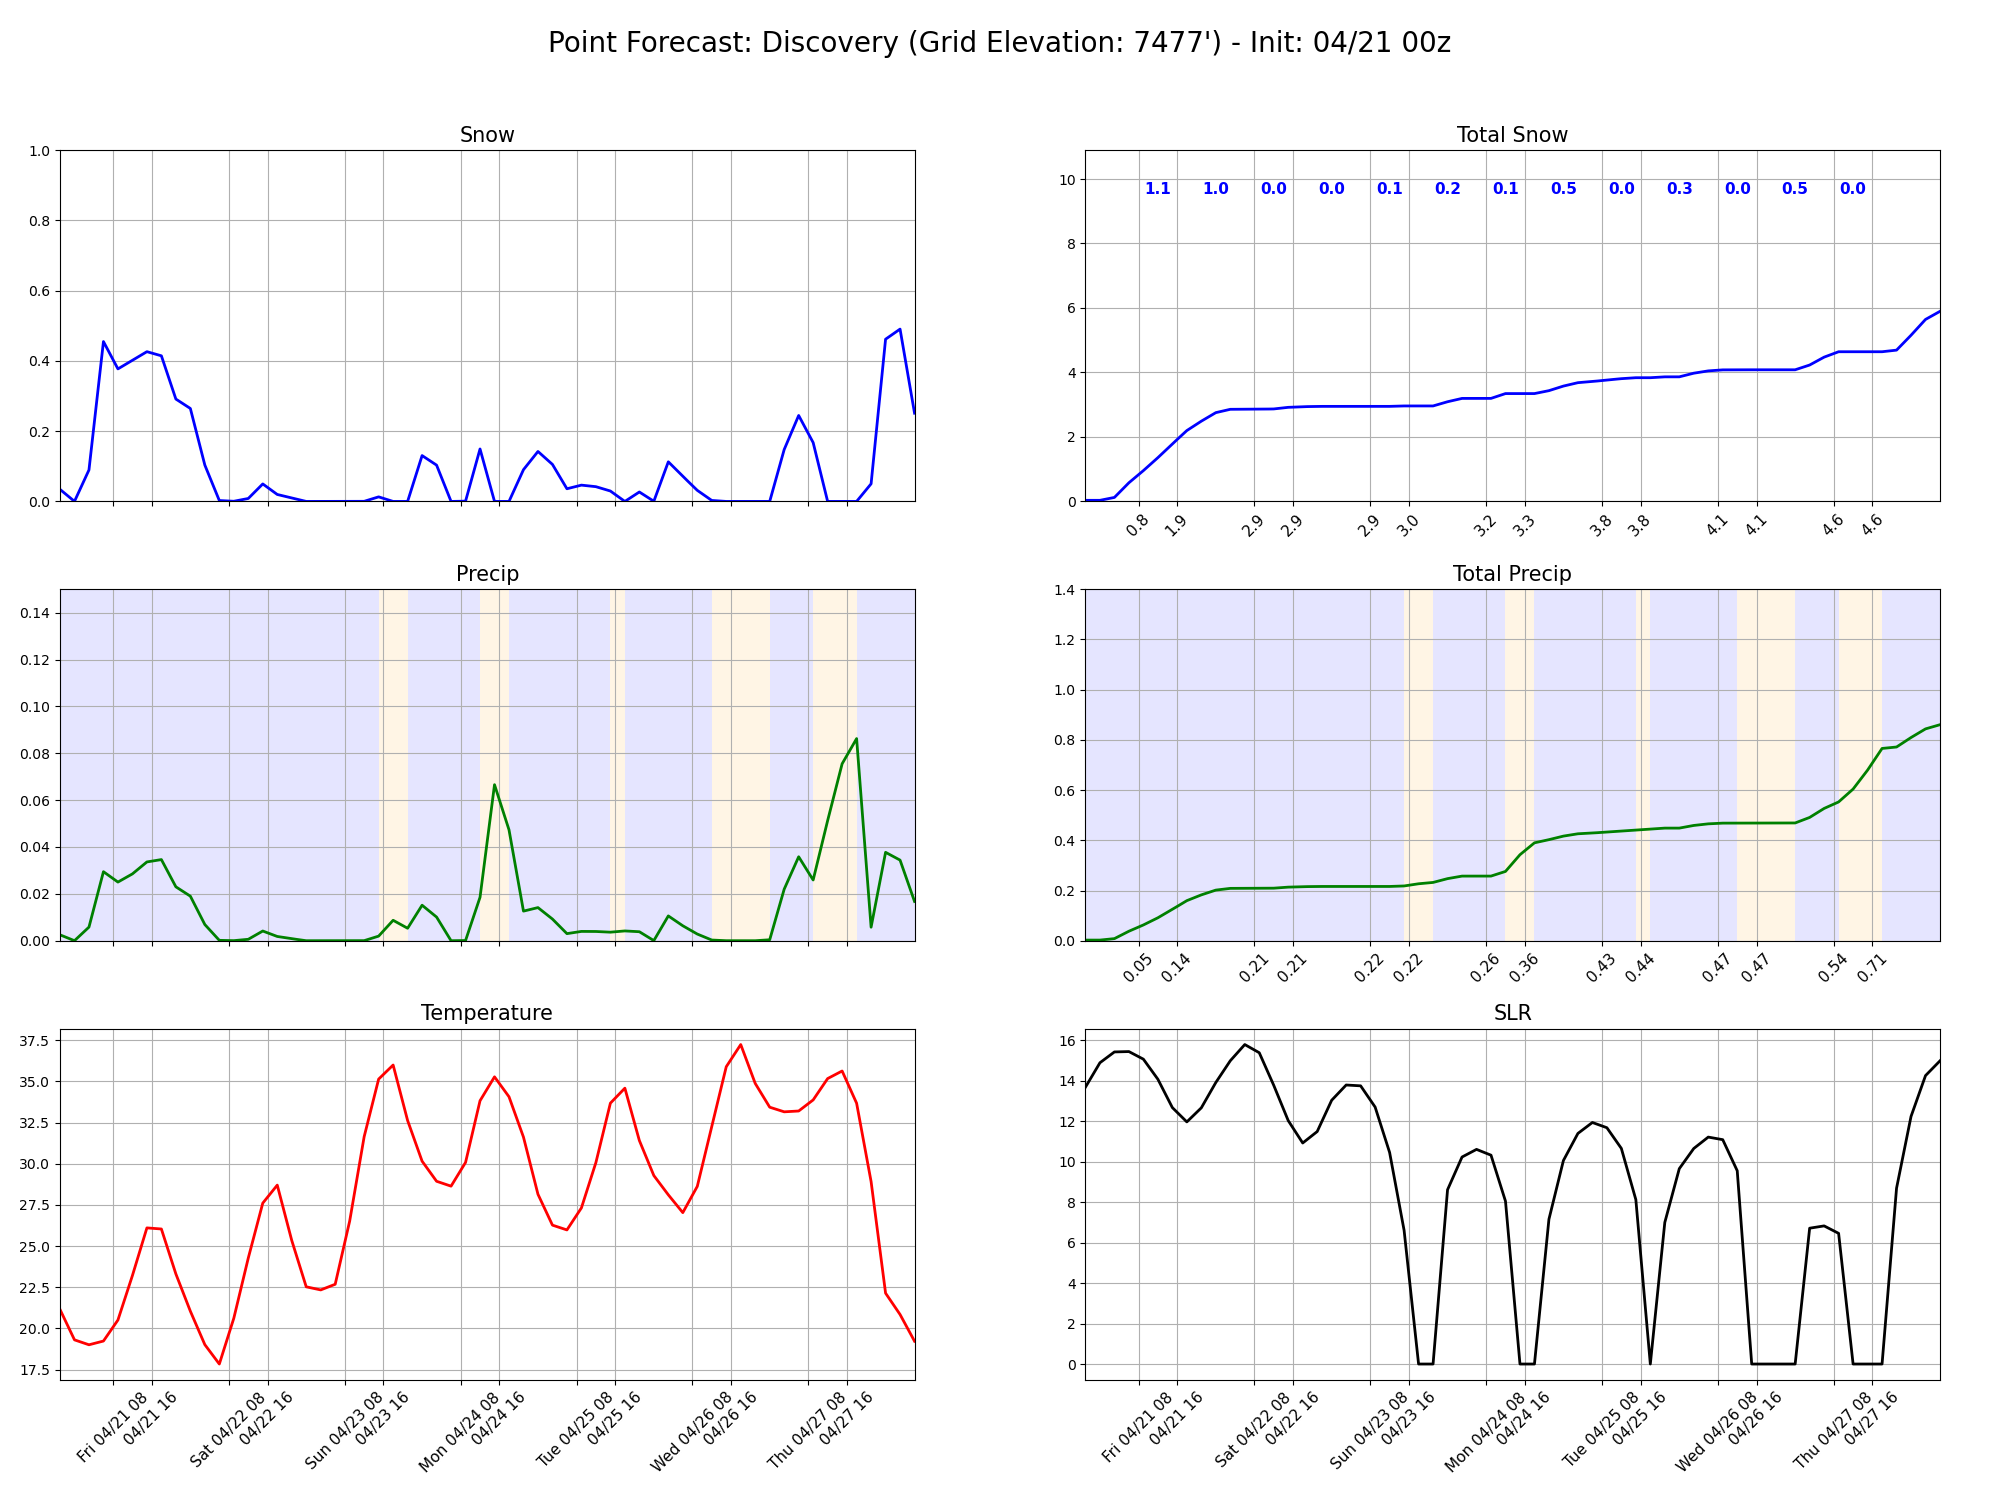 Point Forecast: Discovery (Grid Elevation: 7477') - Init: 04/21 00z
Snow
1.0
0.8
0.6
0.4
0.2
0.0
Total Snow
10
8
6
4
2
0
1.1 1.0 0.0 0.0 0.1 0.2 0.1 0.5 0.0 0.3 0.0 0.5 0.0
0.8 1.9 2.9 2.9 2.9 3.0 3.2 3.3 3.8 3.8 4.1 4.1 4.6 4.6
Precip
0.14
0.12
0.10
0.08
0.06
0.04
0.02
0.00
Total Precip
1.4
1.2
1.0
0.8
0.6
0.4
0.2
0.0
0.05 0.14 0.21 0.21 0.22 0.22 0.26 0.36 0.43 0.44 0.47 0.47 0.54 0.71
Temperature
37.5
35.0
32.5
30.0
27.5
25.0
22.5
20.0
17.5
Fri 04/21 08
04/21 16
Sat 04/22 08
04/22 16
Sun 04/23 08
04/23 16
Mon 04/24 08
04/24 16
Tue 04/25 08
04/25 16
Wed 04/26 08
04/26 16
Thu 04/27 08
04/27 16
SLR
16
14
12
10
8
6
4
2
0
Fri 04/21 08
04/21 16
Sat 04/22 08
04/22 16
Sun 04/23 08
04/23 16
Mon 04/24 08
04/24 16
Tue 04/25 08
04/25 16
Wed 04/26 08
04/26 16
Thu 04/27 08
04/27 16